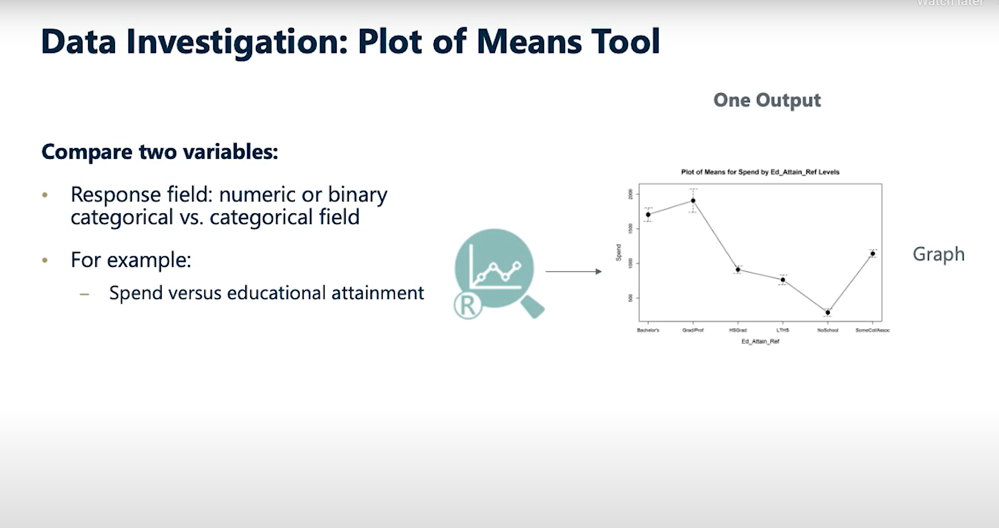 Watch later
Data Investigation: Plot of Means Tool
One Output
Compare two variables:
• Response field: numeric or binary
categorical vs. categorical field
• For example:
– Spend versus educational attainment
R
Plot of Means for Spend by Ed_Attain_Ref Levels
2000
1500
1000
500
Spend
Bachelor's Grad/Prof HSGrad LTHS NoSchool SomeCol/Assoc
Ed_Attain_Ref
Graph